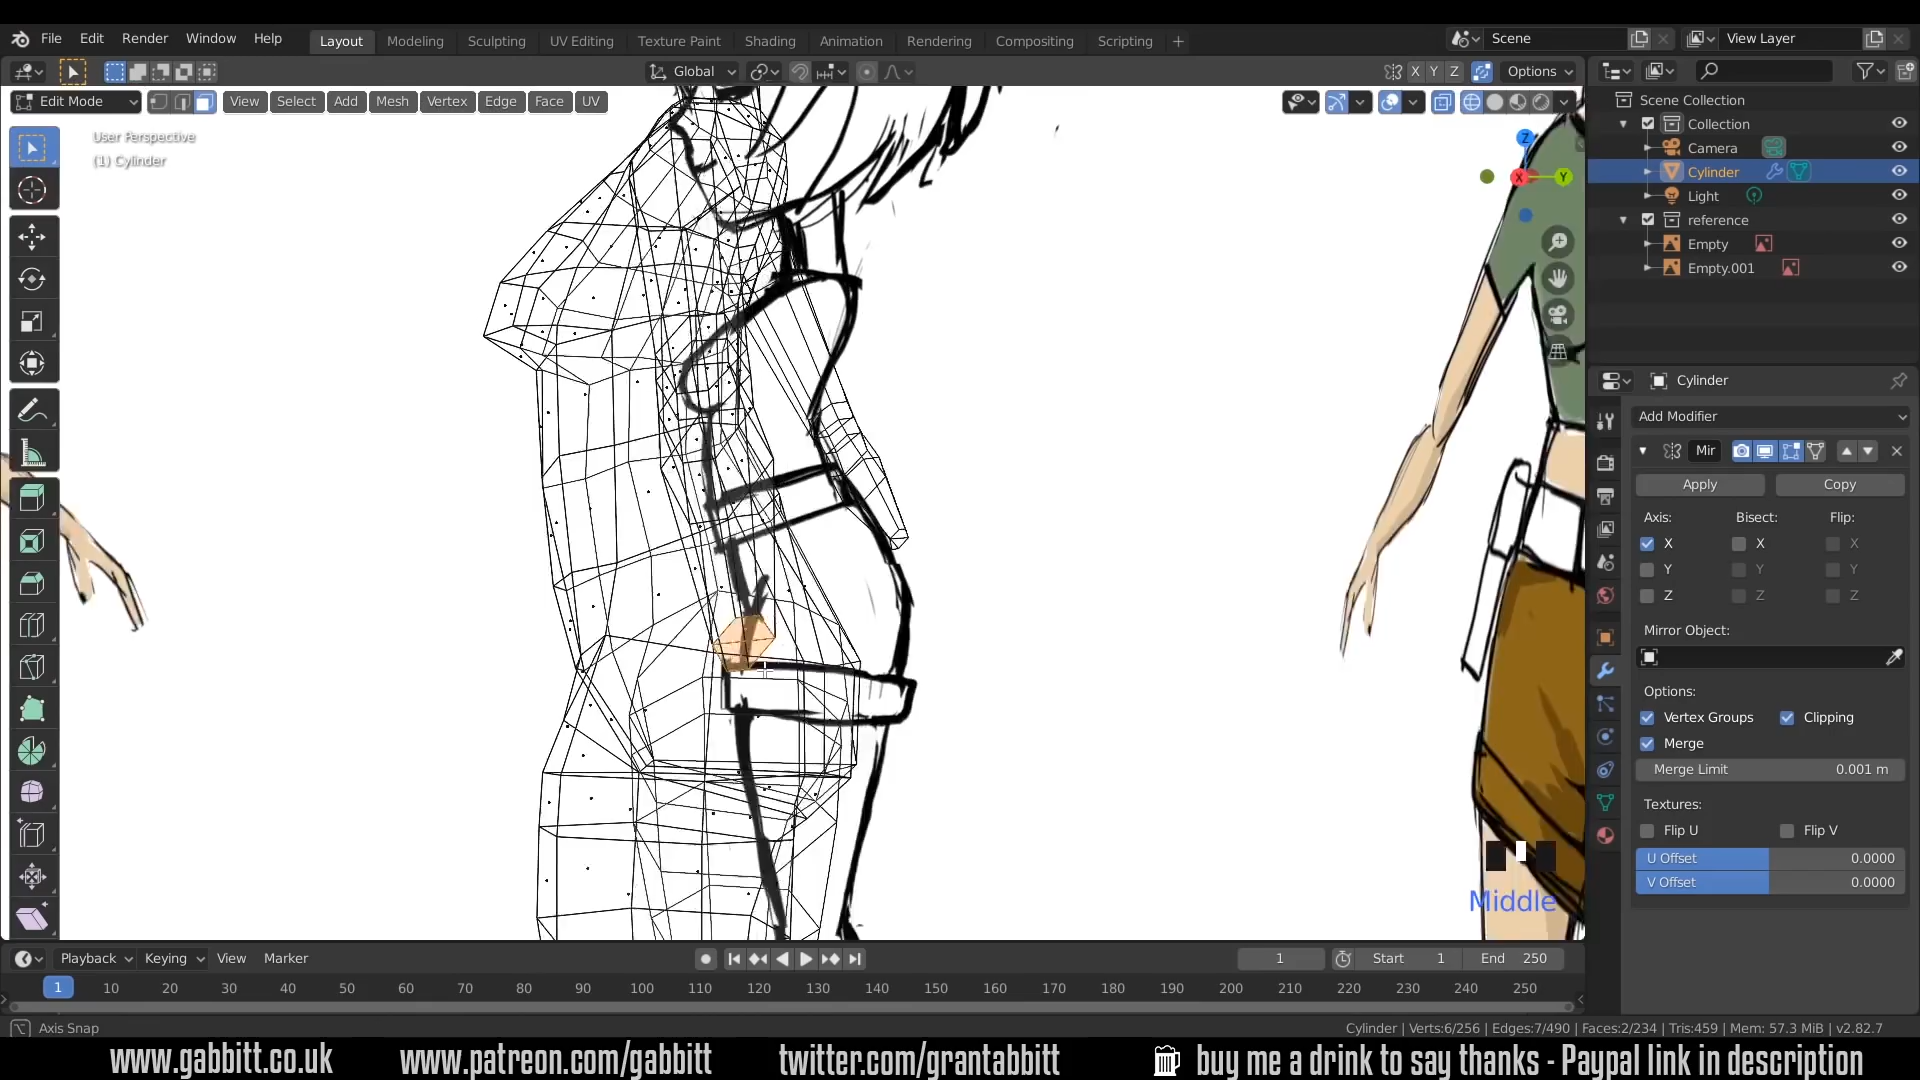 File Edit Render Window Help Layout Modeling Sculpting UV Editing Texture Paint Shading Animation Rendering Compositing Scripting + Scene View Layer
Global X Y Z Options
Edit Mode View Select Add Mesh Vertex Edge Face UV
User Perspective
(1) Cylinder
Z
X
Y
Scene Collection
Collection
Camera
Cylinder
Light
reference
Empty
Empty.001
Cylinder
Add Modifier
Mir
Apply Copy
Axis: Bisect: Flip:
X X X
Y Y Y
Z Z Z
Mirror Object:
Options:
Vertex Groups Clipping
Merge
Merge Limit 0.001 m
Textures:
Flip U Flip V
U Offset 0.0000
V Offset 0.0000
Middle
Playback Keying View Marker 1 Start 1 End 250
1 10 20 30 40 50 60 70 80 90 100 110 120 130 140 150 160 170 180 190 200 210 220 230 240 250
Axis Snap Cylinder | Verts:6/256 | Edges:7/490 | Faces:2/234 | Tris:459 | Mem: 57.3 MiB | v2.82.7
www.gabbitt.co.uk www.patreon.com/gabbitt twitter.com/grantabbitt buy me a drink to say thanks - Paypal link in description